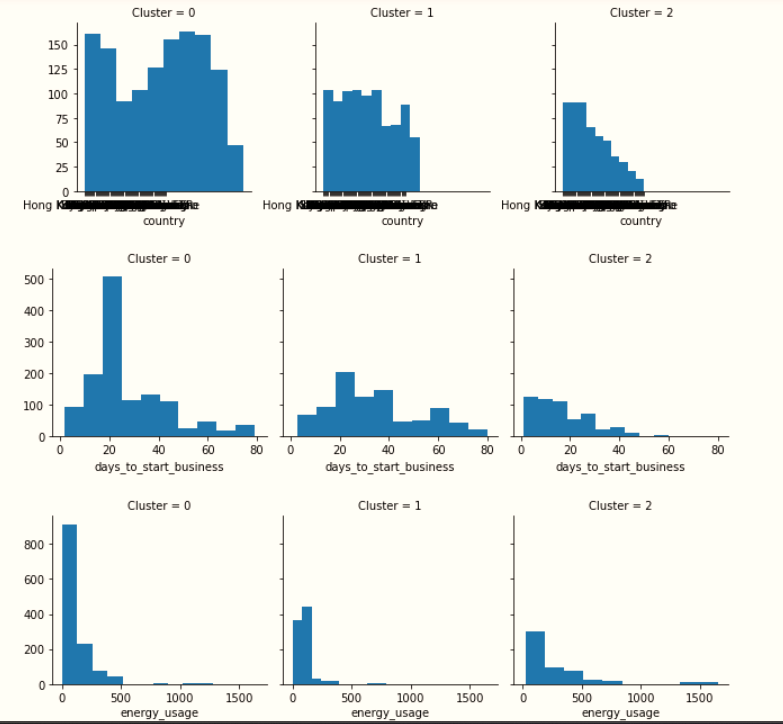 Cluster = 0 Cluster = 1 Cluster = 2
150
125
100
75
50
25
0
Hong Hong Hong
country country country
Cluster = 0 Cluster = 1 Cluster = 2
500
400
300
200
100
0
0 20 40 60 80 0 20 40 60 80 0 20 40 60 80
days_to_start_business days_to_start_business days_to_start_business
Cluster = 0 Cluster = 1 Cluster = 2
800
600
400
200
0
0 500 1000 1500 0 500 1000 1500 0 500 1000 1500
energy_usage energy_usage energy_usage